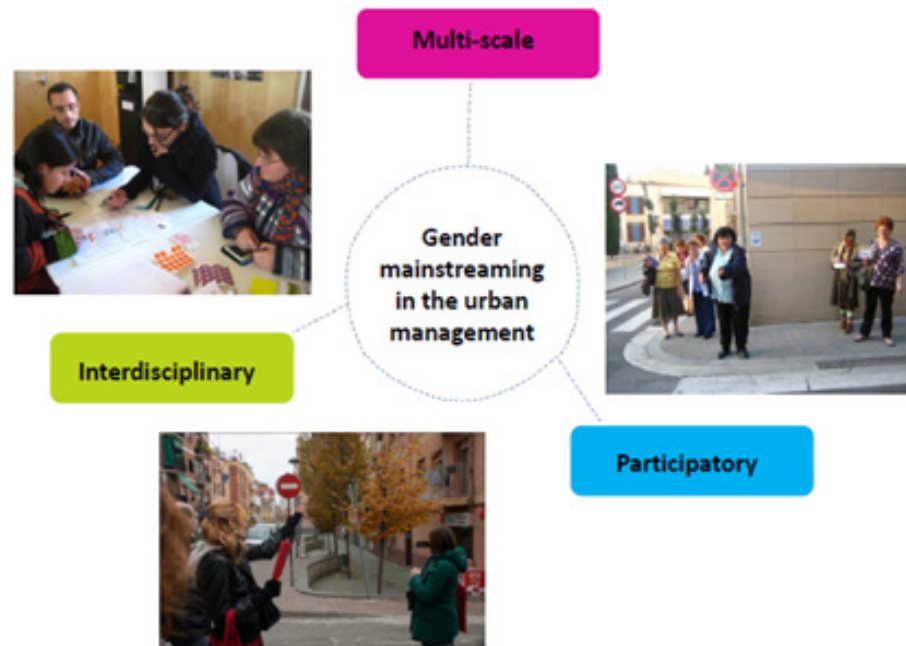 Multi-scale
Gender
mainstreaming
in the urban
management
Interdisciplinary
Participatory